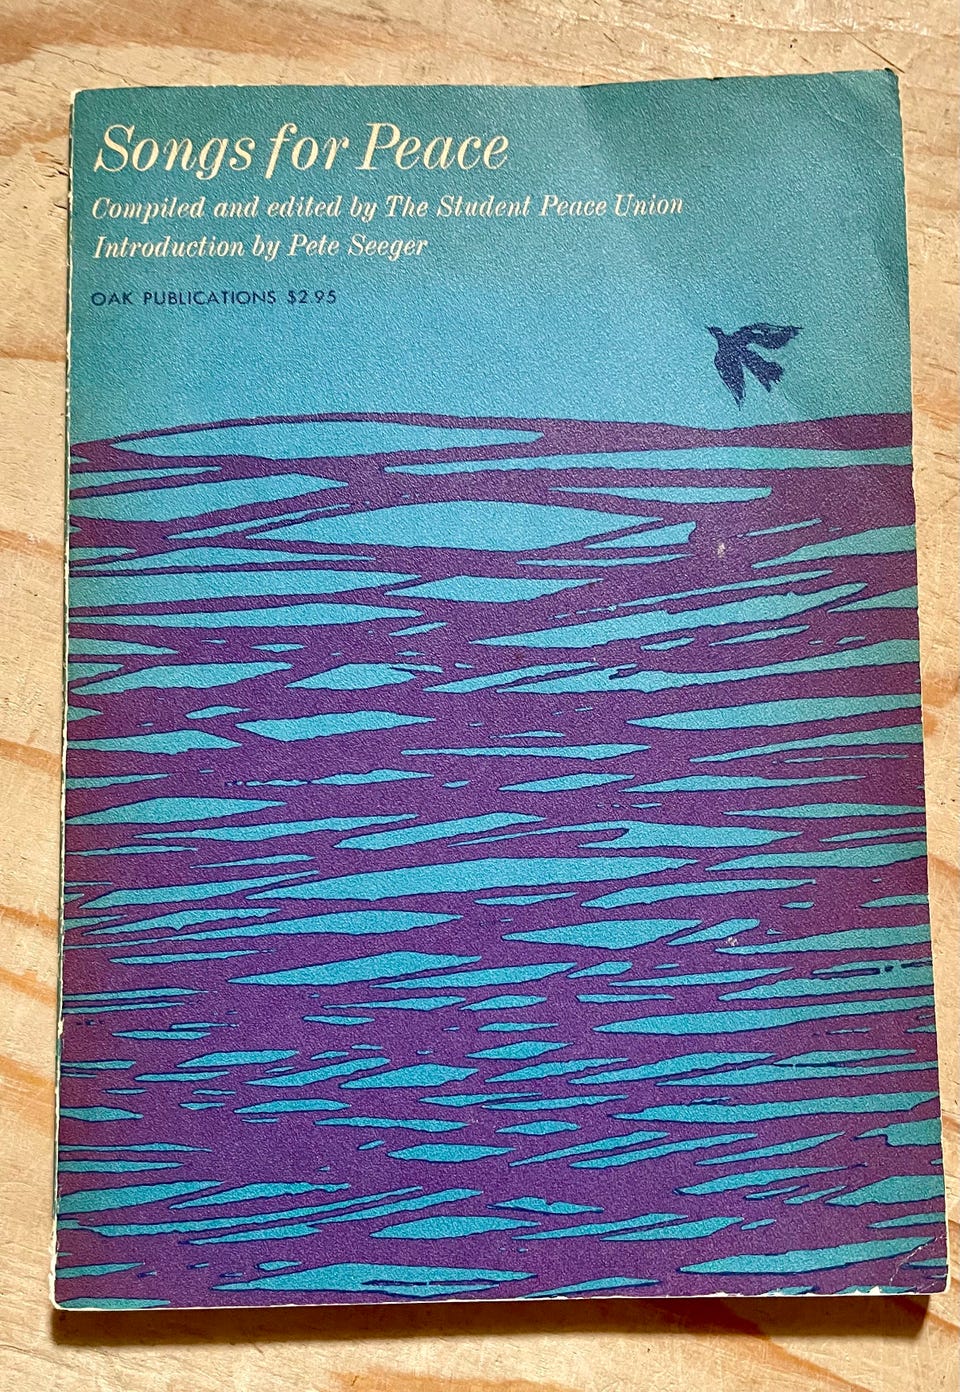 Songs for Peace
Compiled and edited by The Student Peace Union
Introduction by Pete Seeger
OAK PUBLICATIONS $2.95